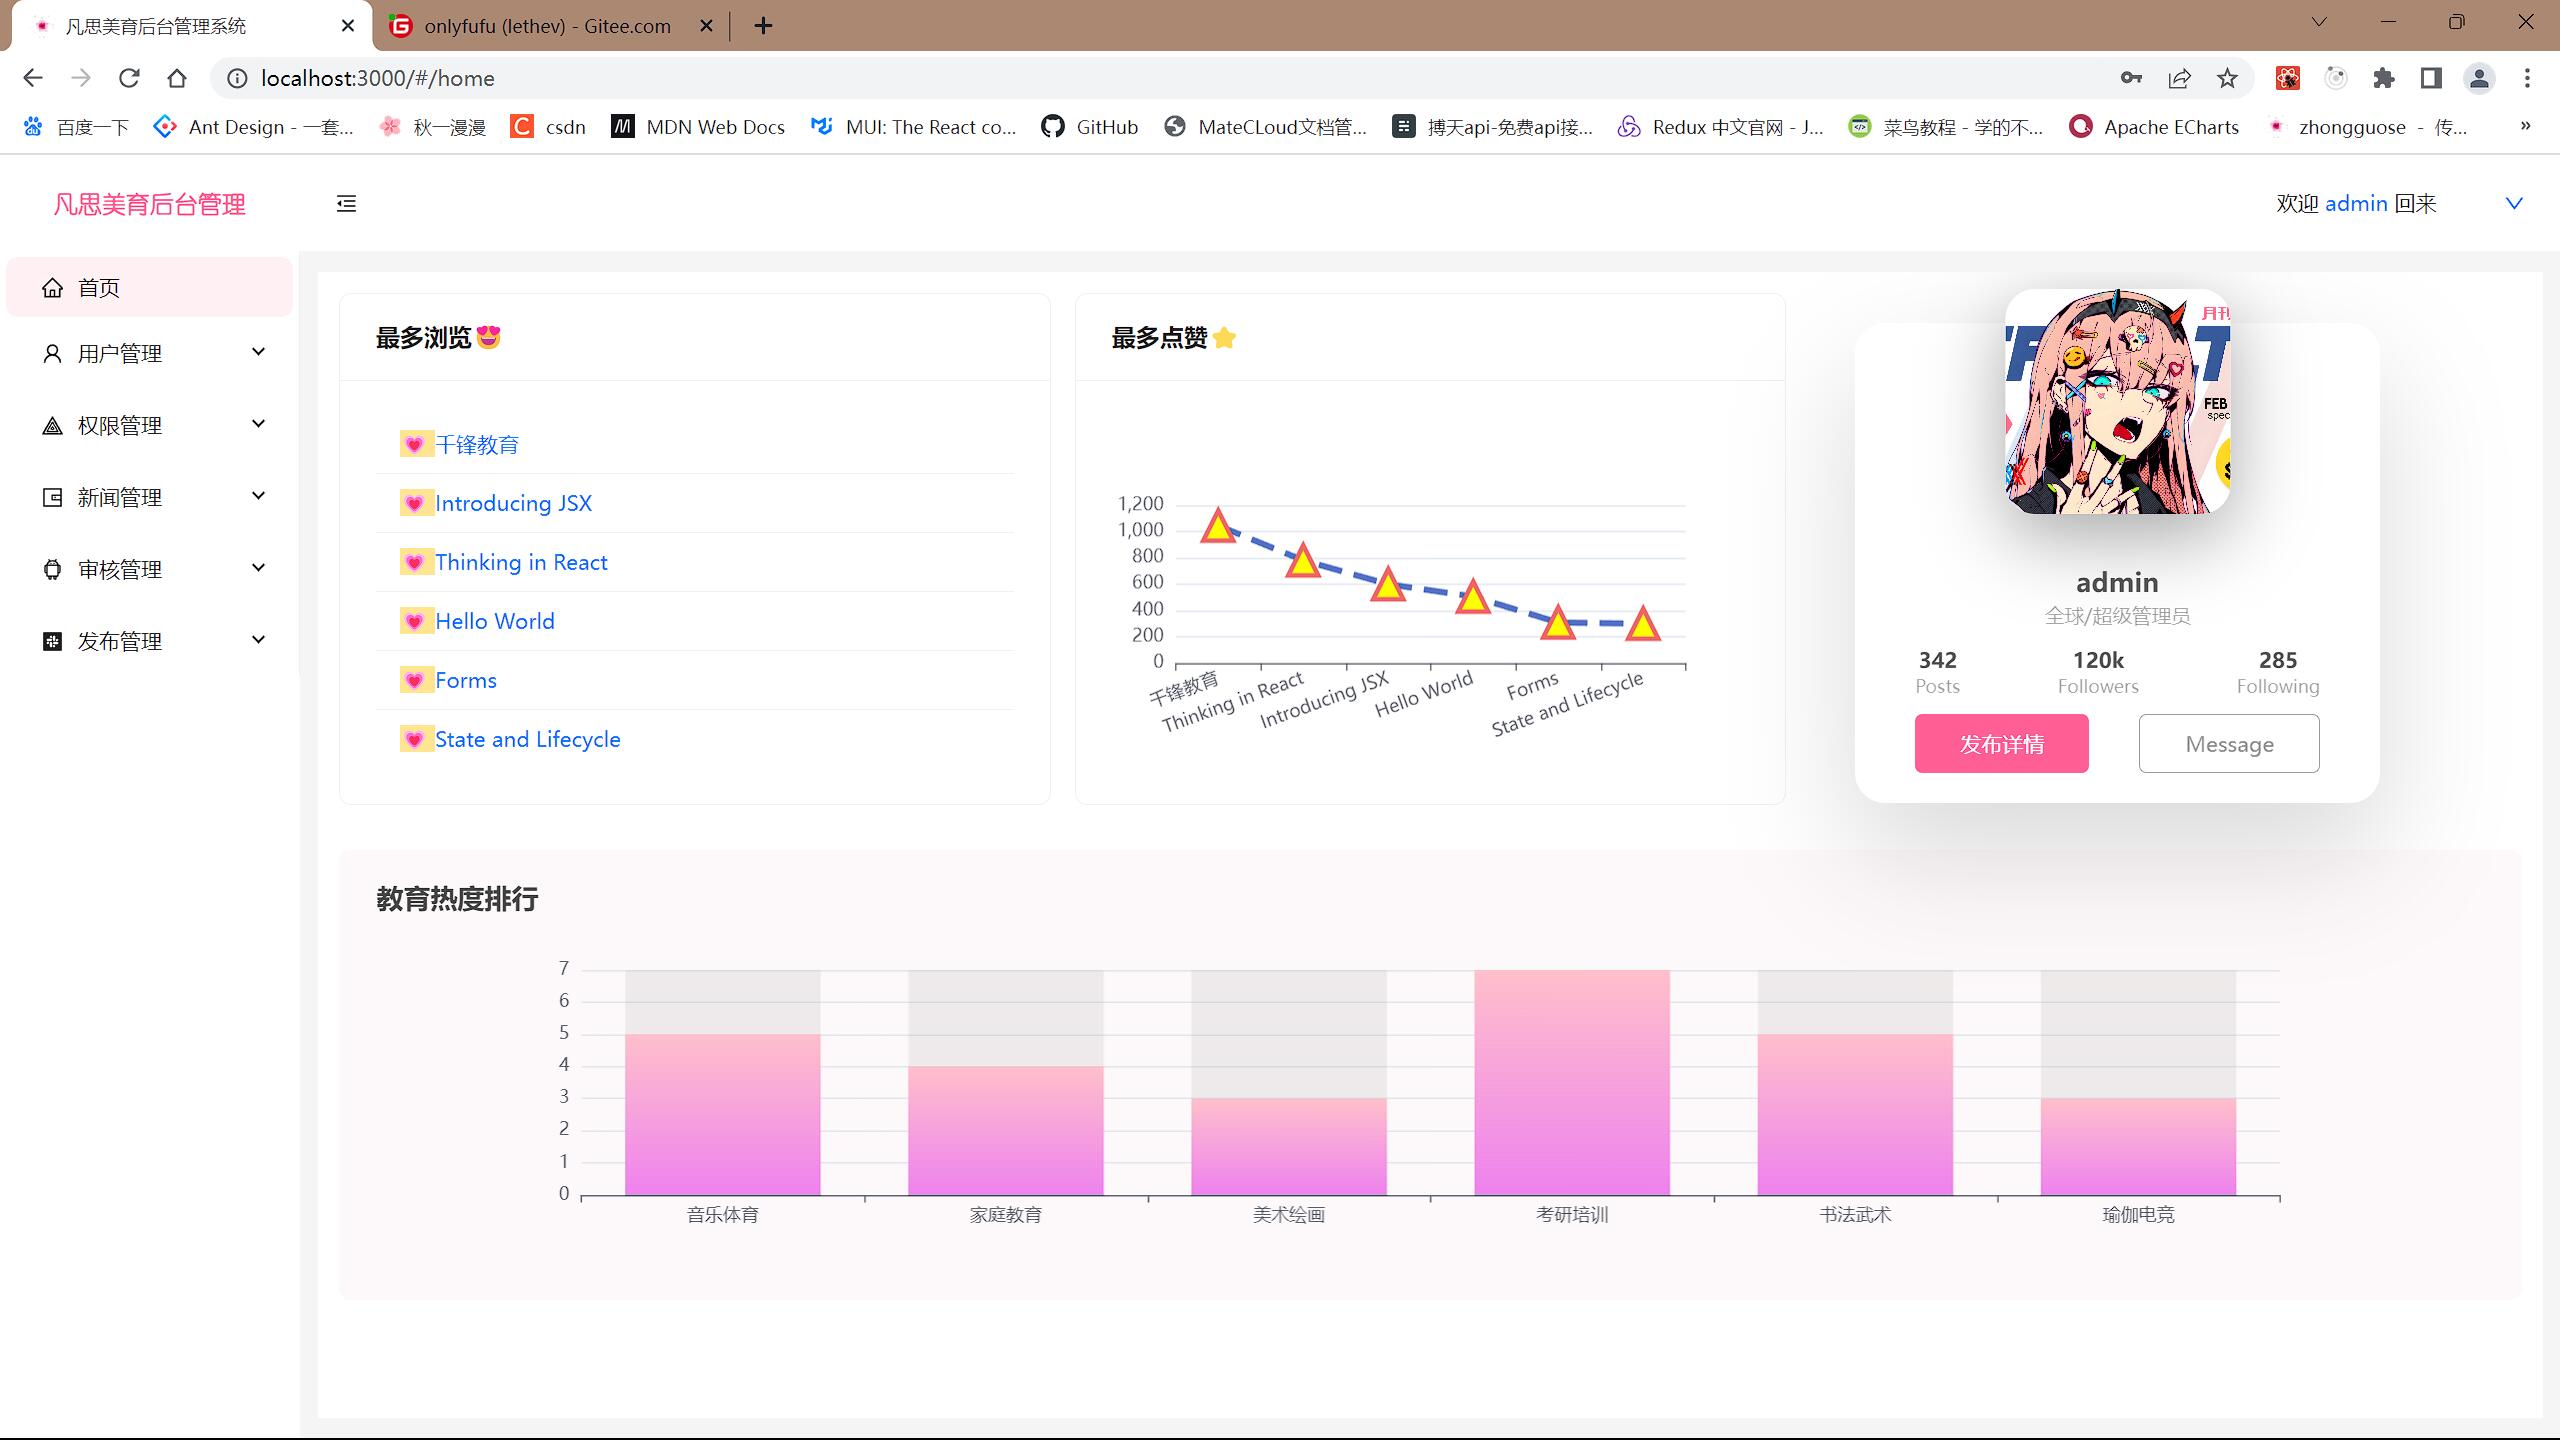 凡思美育后台管理系统
onlyfufu (lethev) - Gitee.com
localhost:3000/#/home
百度一下
Ant Design - 一套...
秋一漫漫
csdn
MDN Web Docs
MUI: The React co...
GitHub
MateCLoud文档管...
搏天api-免费api接...
Redux 中文官网 - J...
菜鸟教程 - 学的不...
Apache ECharts
zhongguose - 传...
凡思美育后台管理
欢迎 admin 回来
首页
用户管理
权限管理
新闻管理
审核管理
发布管理
最多浏览
千锋教育
Introducing JSX
Thinking in React
Hello World
Forms
State and Lifecycle
最多点赞
1,200
1,000
800
600
400
200
0
千锋教育
Thinking in React
Introducing JSX
Hello World
Forms
State and Lifecycle
月刊
FEB
admin
全球/超级管理员
342
Posts
120k
Followers
285
Following
发布详情
Message
教育热度排行
7
6
5
4
3
2
1
0
音乐体育
家庭教育
美术绘画
考研培训
书法武术
瑜伽电竞